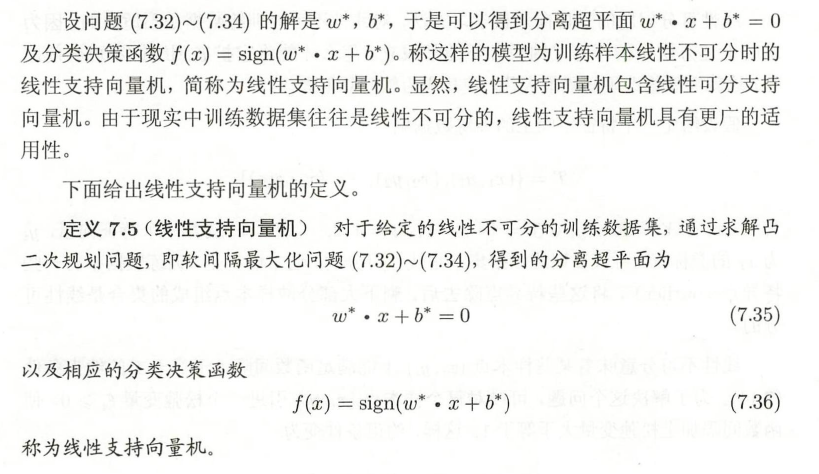 设问题 (7.32)~(7.34) 的解是 w*，b*，于是可以得到分离超平面 w* • x + b* = 0
及分类决策函数 f(x) = sign(w* • x + b*)。称这样的模型为训练样本线性不可分时的
线性支持向量机，简称为线性支持向量机。显然，线性支持向量机包含线性可分支持
向量机。由于现实中训练数据集往往是线性不可分的，线性支持向量机具有更广的适
用性。
下面给出线性支持向量机的定义。
定义 7.5（线性支持向量机） 对于给定的线性不可分的训练数据集，通过求解凸
二次规划问题，即软间隔最大化问题 (7.32)~(7.34)，得到的分离超平面为
w* • x + b* = 0 (7.35)
以及相应的分类决策函数
f(x) = sign(w* • x + b*) (7.36)
称为线性支持向量机。